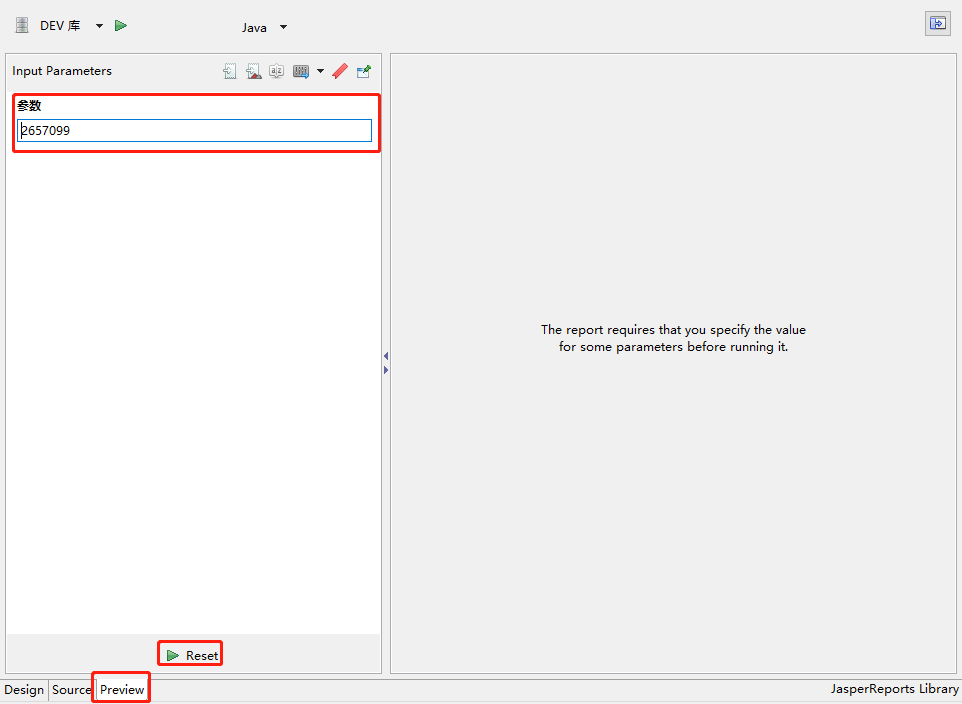 DEV 库
Java
Input Parameters
参数
2657099
The report requires that you specify the value
for some parameters before running it.
Reset
Design Source Preview
JasperReports Library